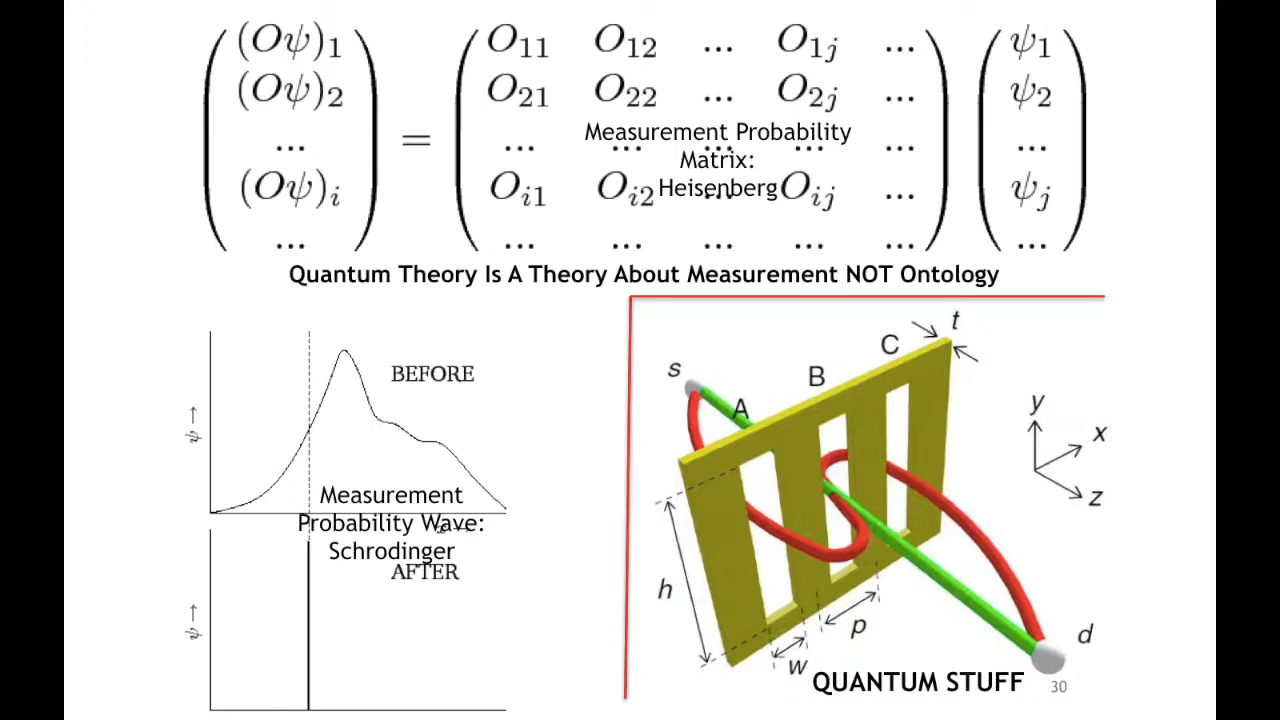 (Oψ)₁ O₁₁ O₁₂ ... O₁ⱼ ... ψ₁
(Oψ)₂ O₂₁ O₂₂ ... O₂ⱼ ... ψ₂
Measurement Probability
... = ... ... ... ... ... ...
Matrix:
(Oψ)ᵢ Oᵢ₁ Oᵢ₂ ... Oᵢⱼ ... ψⱼ
Heisenberg
... ... ... ... ... ... ...
Quantum Theory Is A Theory About Measurement NOT Ontology
BEFORE
ψ →
Measurement
Probability Wave:
Schrodinger
AFTER
ψ →
t
C
B
s
A
y
x
z
h
p
w
d
QUANTUM STUFF
30